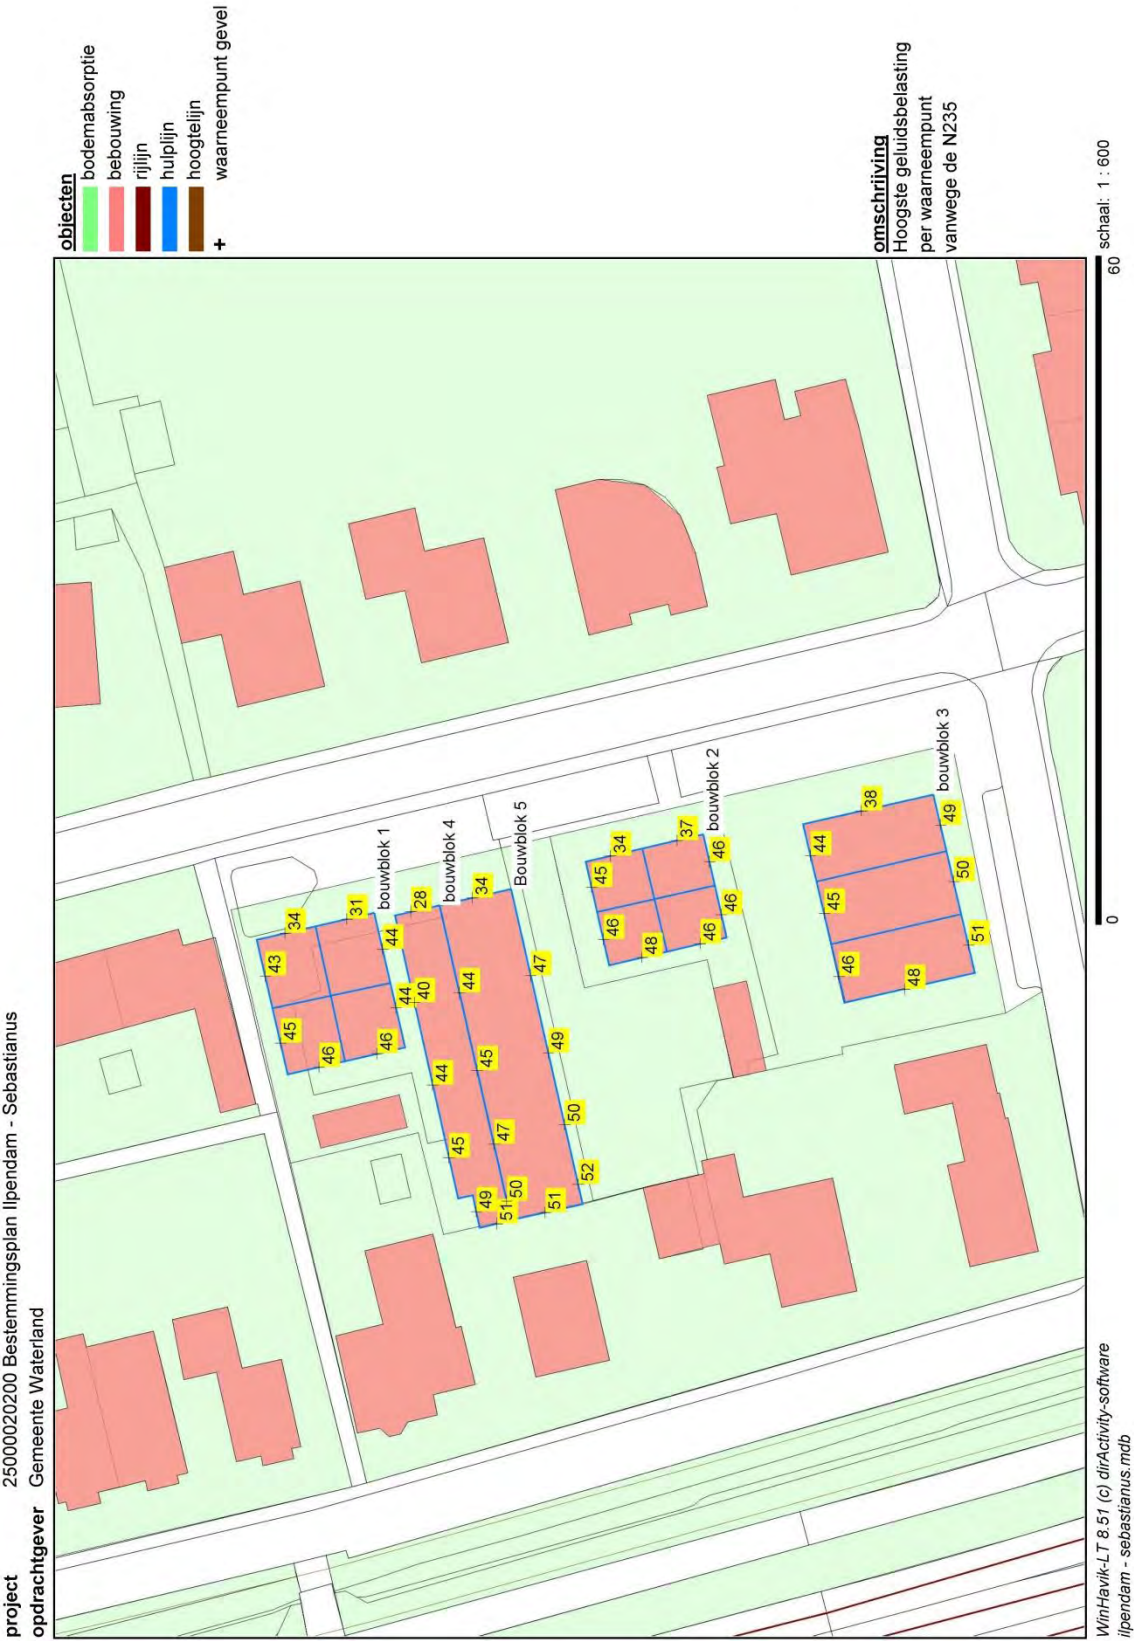 project 25000020200 Bestemmingsplan Ilpendam - Sebastianus
opdrachtgever Gemeente Waterland
objecten
bodemabsorptie
bebouwing
rijlijn
hulplijn
hoogtelijn
+ waarneempunt gevel
43
34
45
31
46
44
46
44
bouwblok 1
28
40
44
45
49
51
bouwblok 4
34
44
45
47
50
51
47
49
50
52
Bouwblok 5
45
34
46
37
48
46
46
46
bouwblok 2
44
38
45
46
48
49
50
51
bouwblok 3
omschrijving
Hoogste geluidsbelasting
per waarneempunt
vanwege de N235
0
60
schaal: 1 : 600
WinHavik-LT 8.51 (c) dirActivity-software
ilpendam - sebastianus.mdb